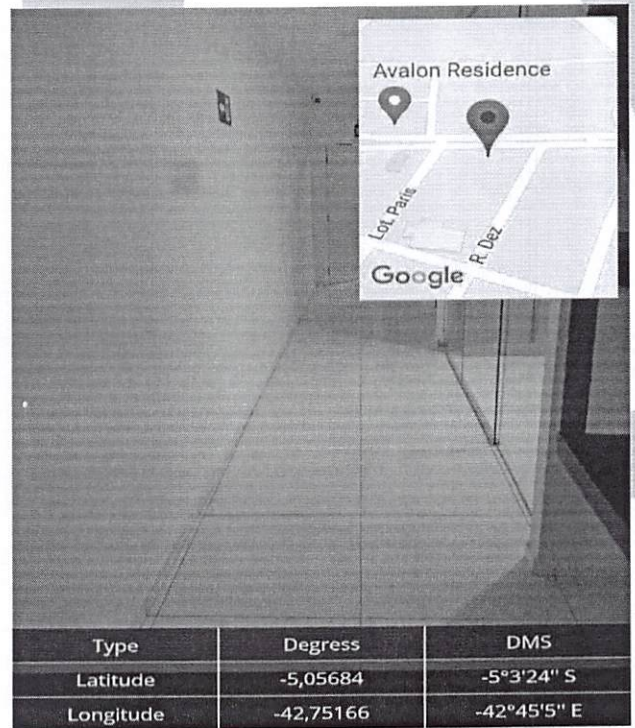 Avalon Residence
Lot. Paris
R. Dez
Google
Type Degress DMS
Latitude -5,05684 -5°3'24" S
Longitude -42,75166 -42°45'5" E